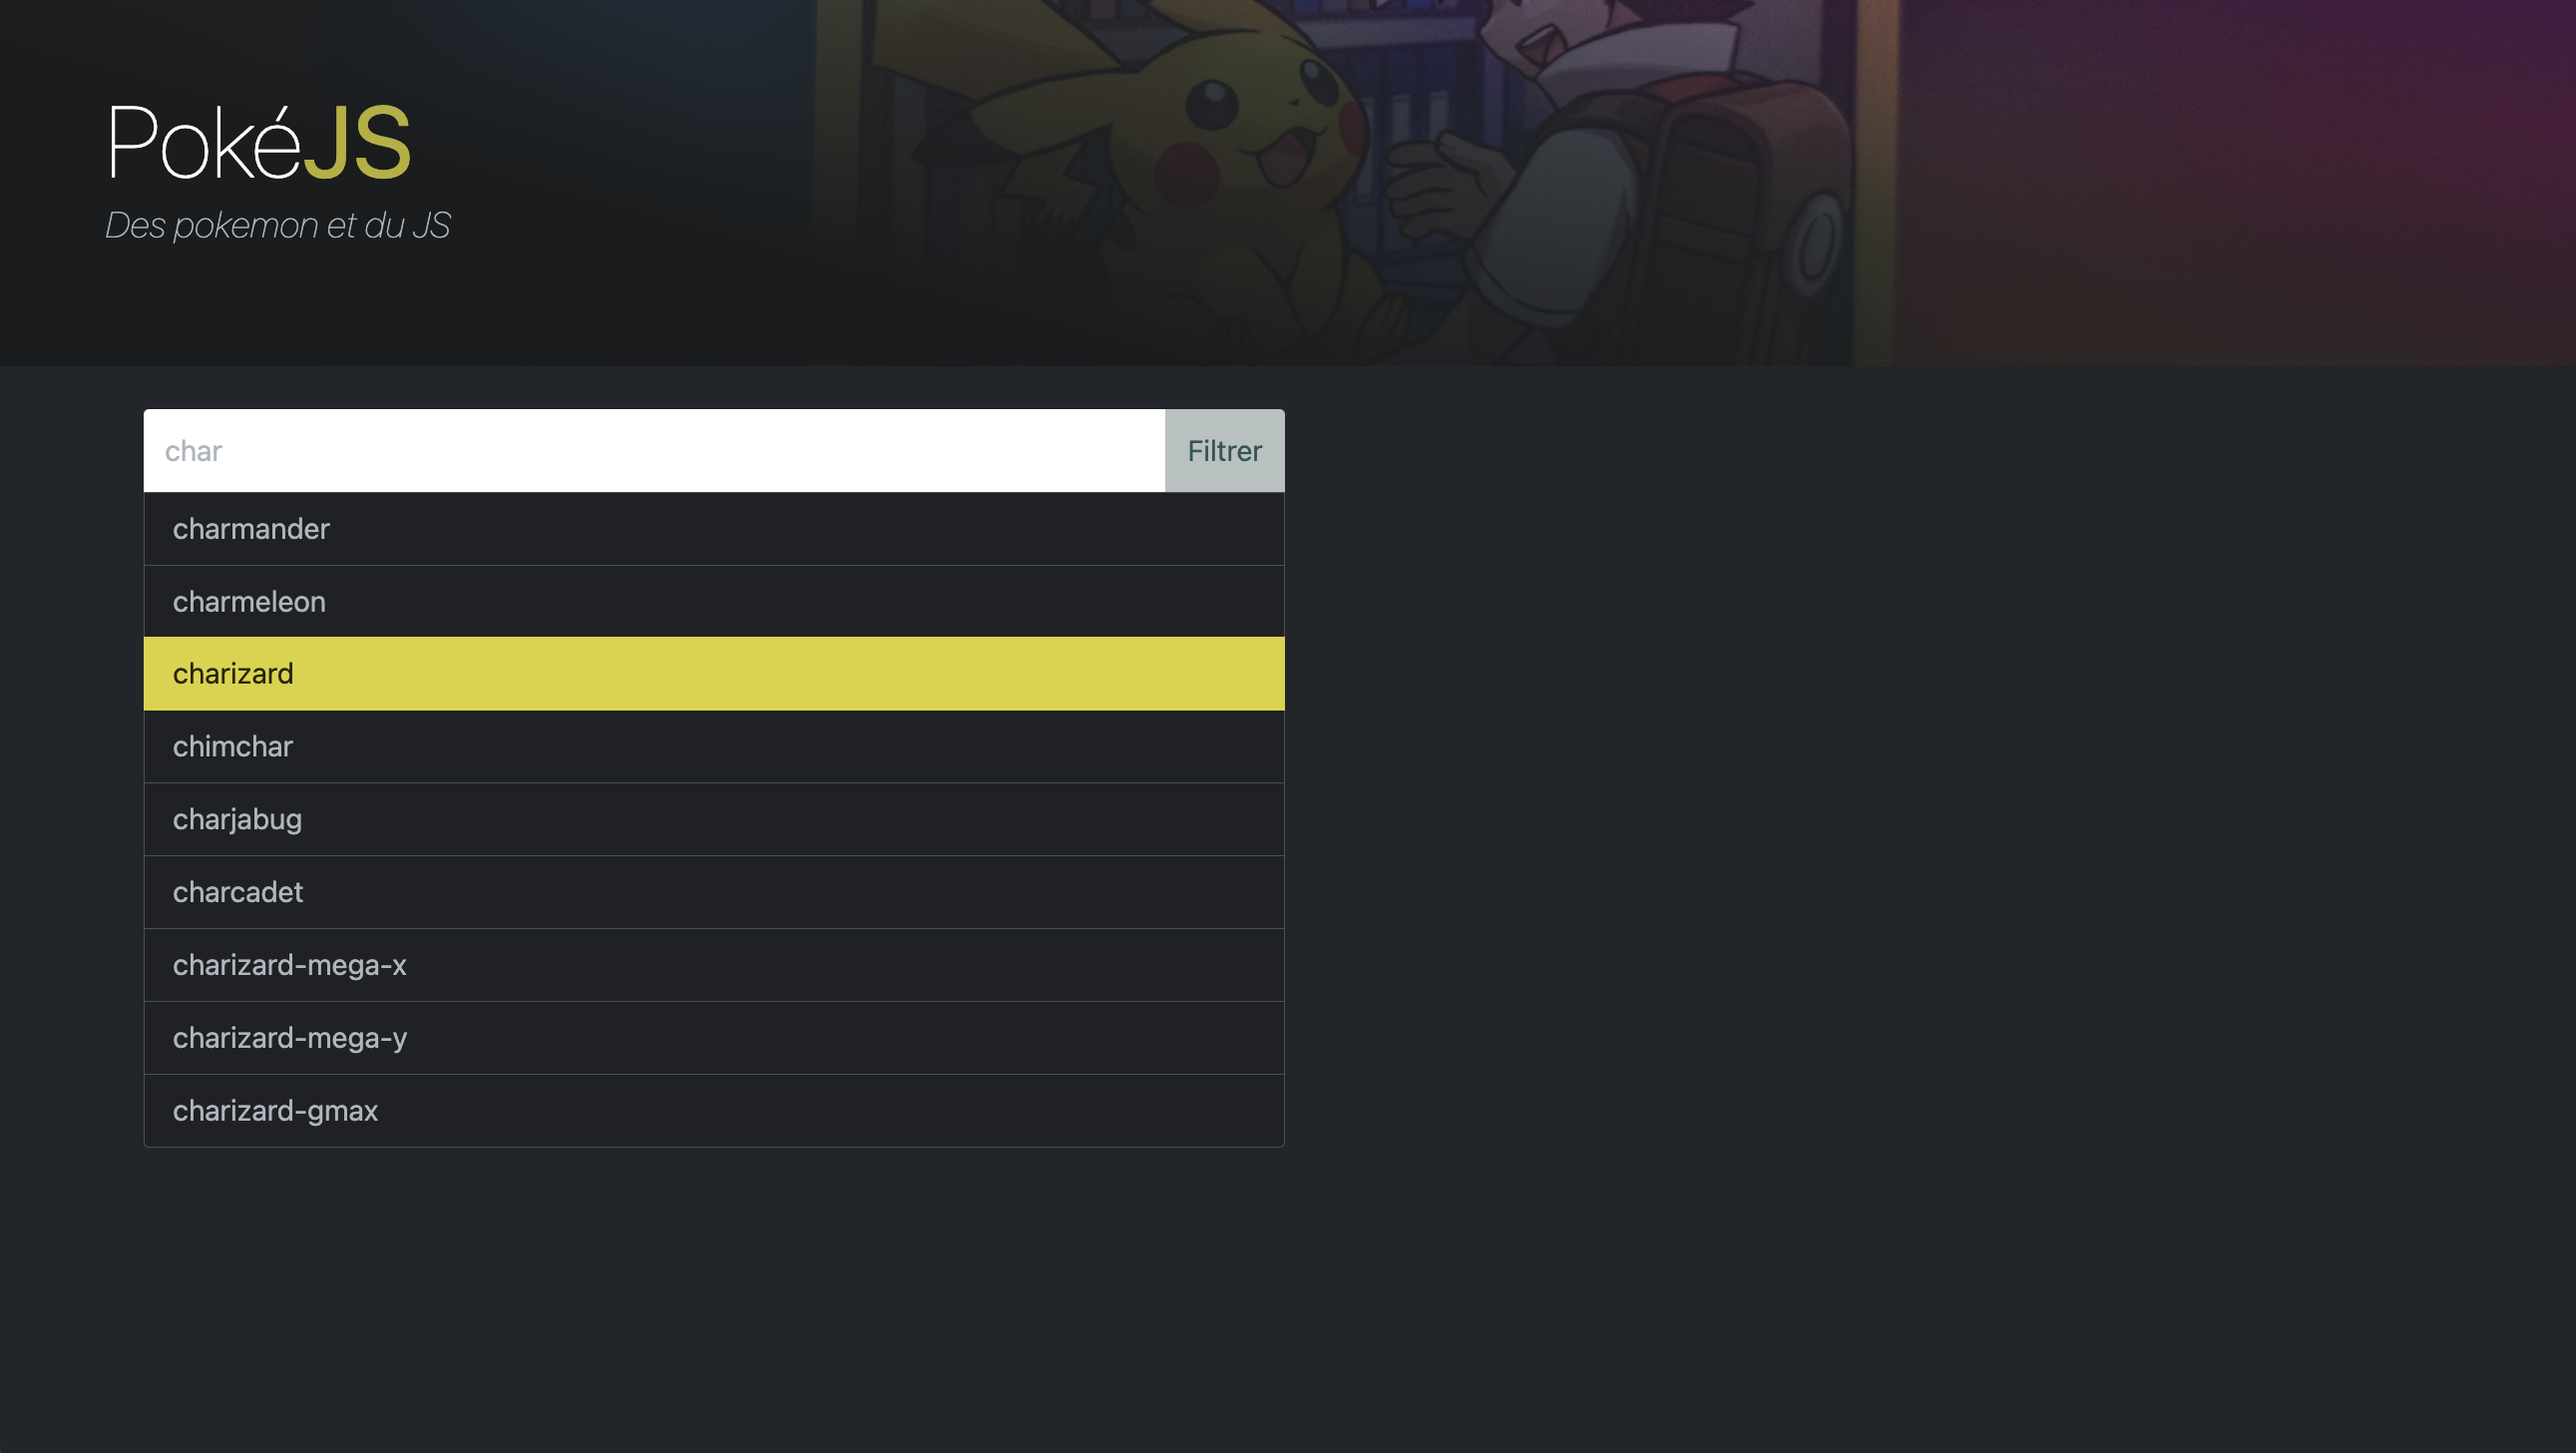 PokéJS
Des pokemon et du JS
char
Filtrer
charmander
charmeleon
charizard
chimchar
charjabug
charcadet
charizard-mega-x
charizard-mega-y
charizard-gmax